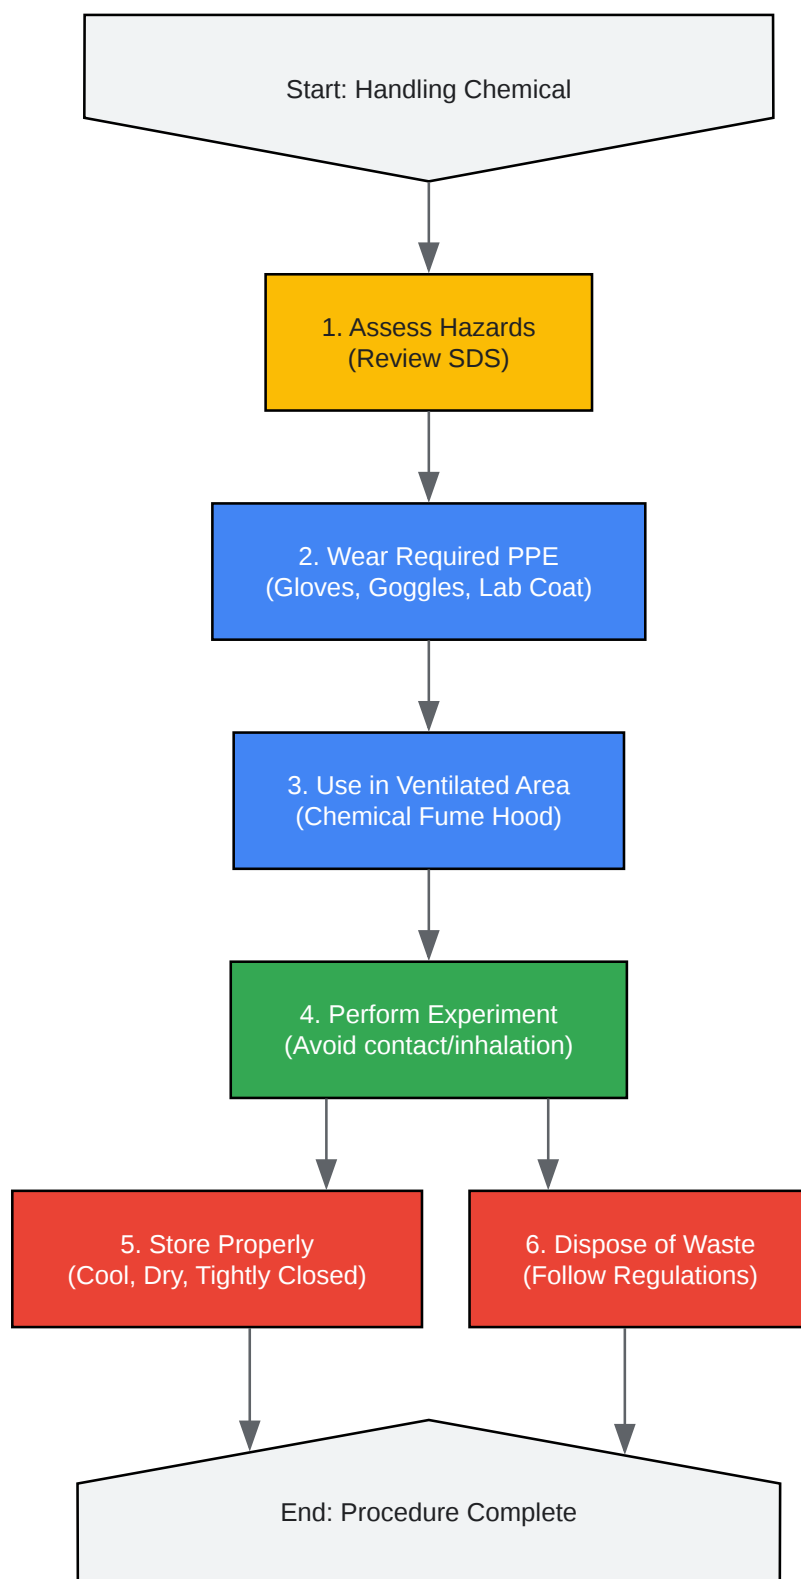 Start: Handling Chemical
1. Assess Hazards
(Review SDS)
2. Wear Required PPE
(Gloves, Goggles, Lab Coat)
3. Use in Ventilated Area
(Chemical Fume Hood)
4. Perform Experiment
(Avoid contact/inhalation)
5. Store Properly
(Cool, Dry, Tightly Closed)
6. Dispose of Waste
(Follow Regulations)
End: Procedure Complete